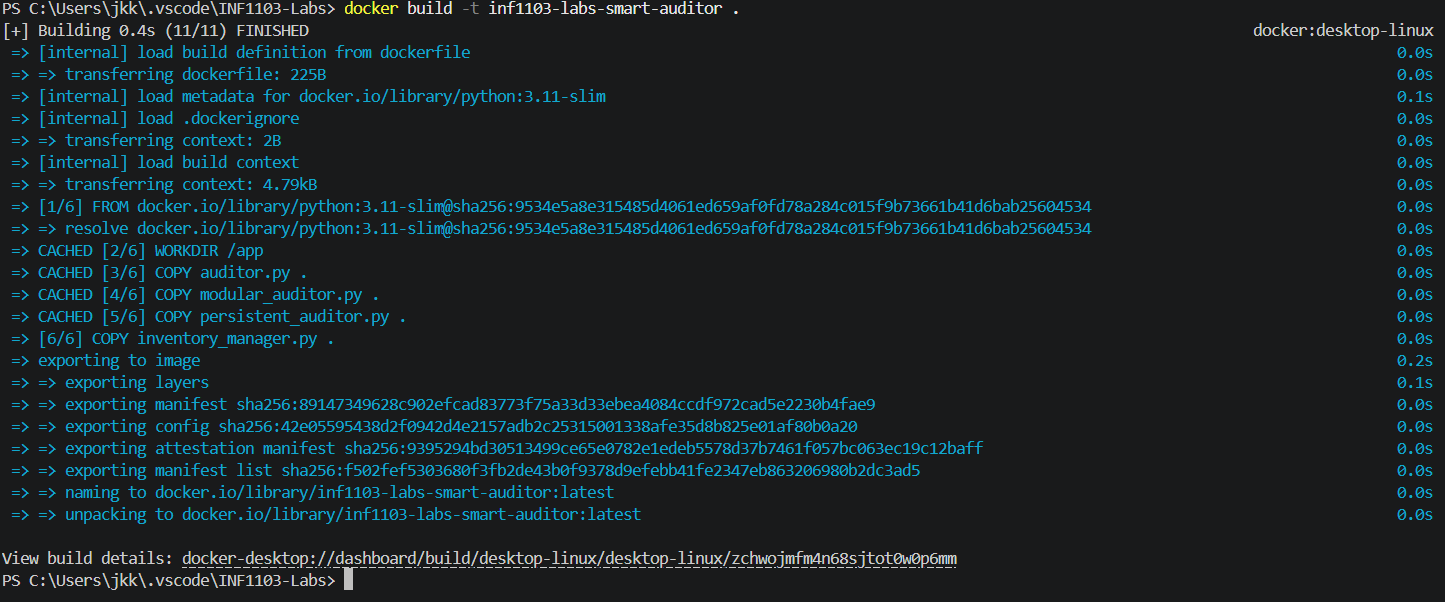 PS C:\Users\jkk\.vscode\INF1103-Labs> docker build -t inf1103-labs-smart-auditor .
[+] Building 0.4s (11/11) FINISHED docker:desktop-linux
=> [internal] load build definition from dockerfile 0.0s
=> => transferring dockerfile: 225B 0.0s
=> [internal] load metadata for docker.io/library/python:3.11-slim 0.1s
=> [internal] load .dockerignore 0.0s
=> => transferring context: 2B 0.0s
=> [internal] load build context 0.0s
=> => transferring context: 4.79kB 0.0s
=> [1/6] FROM docker.io/library/python:3.11-slim@sha256:9534e5a8e315485d4061ed659af0fd78a284c015f9b73661b41d6bab25604534 0.0s
=> => resolve docker.io/library/python:3.11-slim@sha256:9534e5a8e315485d4061ed659af0fd78a284c015f9b73661b41d6bab25604534 0.0s
=> CACHED [2/6] WORKDIR /app 0.0s
=> CACHED [3/6] COPY auditor.py . 0.0s
=> CACHED [4/6] COPY modular_auditor.py . 0.0s
=> CACHED [5/6] COPY persistent_auditor.py . 0.0s
=> [6/6] COPY inventory_manager.py . 0.0s
=> exporting to image 0.2s
=> => exporting layers 0.1s
=> => exporting manifest sha256:89147349628c902efcad83773f75a33d33ebea4084ccdf972cad5e2230b4fae9 0.0s
=> => exporting config sha256:42e05595438d2f0942d4e2157adb2c25315001338afe35d8b825e01af80b0a20 0.0s
=> => exporting attestation manifest sha256:9395294bd30513499ce65e0782e1edeb5578d37b7461f057bc063ec19c12baff 0.0s
=> => exporting manifest list sha256:f502fef5303680f3fb2de43b0f9378d9efebb41fe2347eb863206980b2dc3ad5 0.0s
=> => naming to docker.io/library/inf1103-labs-smart-auditor:latest 0.0s
=> => unpacking to docker.io/library/inf1103-labs-smart-auditor:latest 0.0s
View build details: docker-desktop://dashboard/build/desktop-linux/desktop-linux/zchwojmfm4n68sjtot0w0p6mm
PS C:\Users\jkk\.vscode\INF1103-Labs>